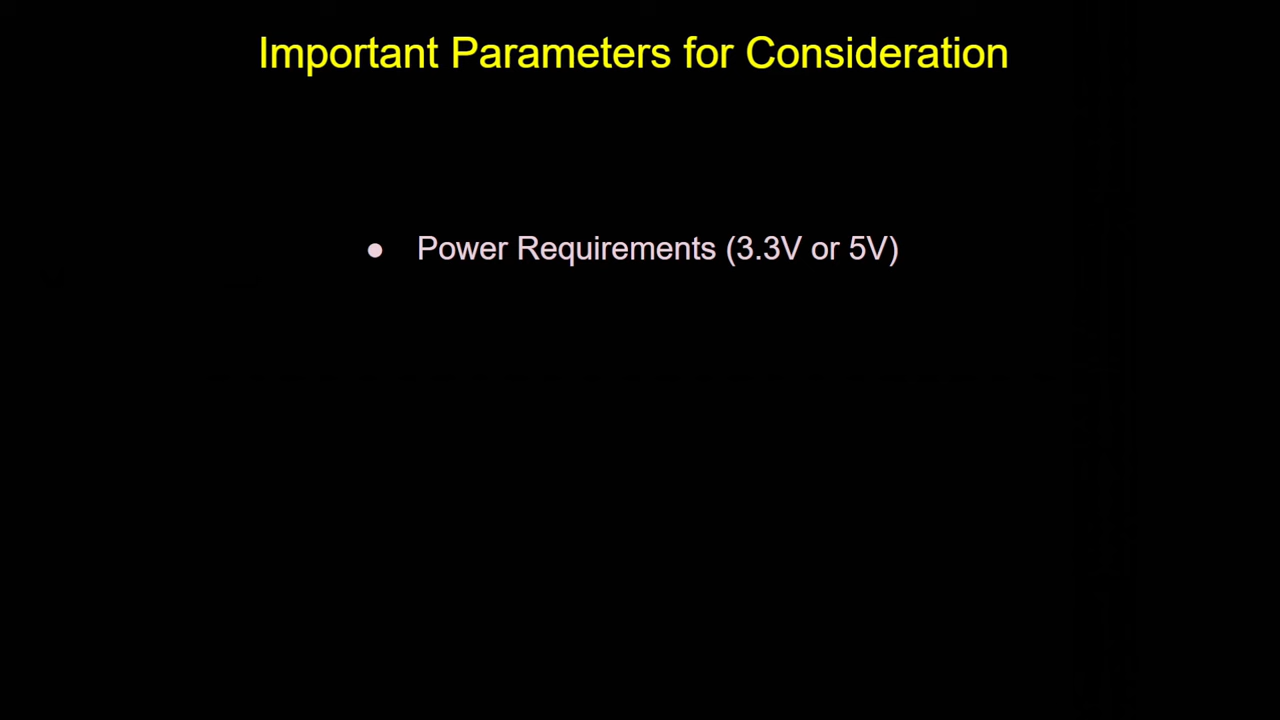 Important Parameters for Consideration
● Power Requirements (3.3V or 5V)